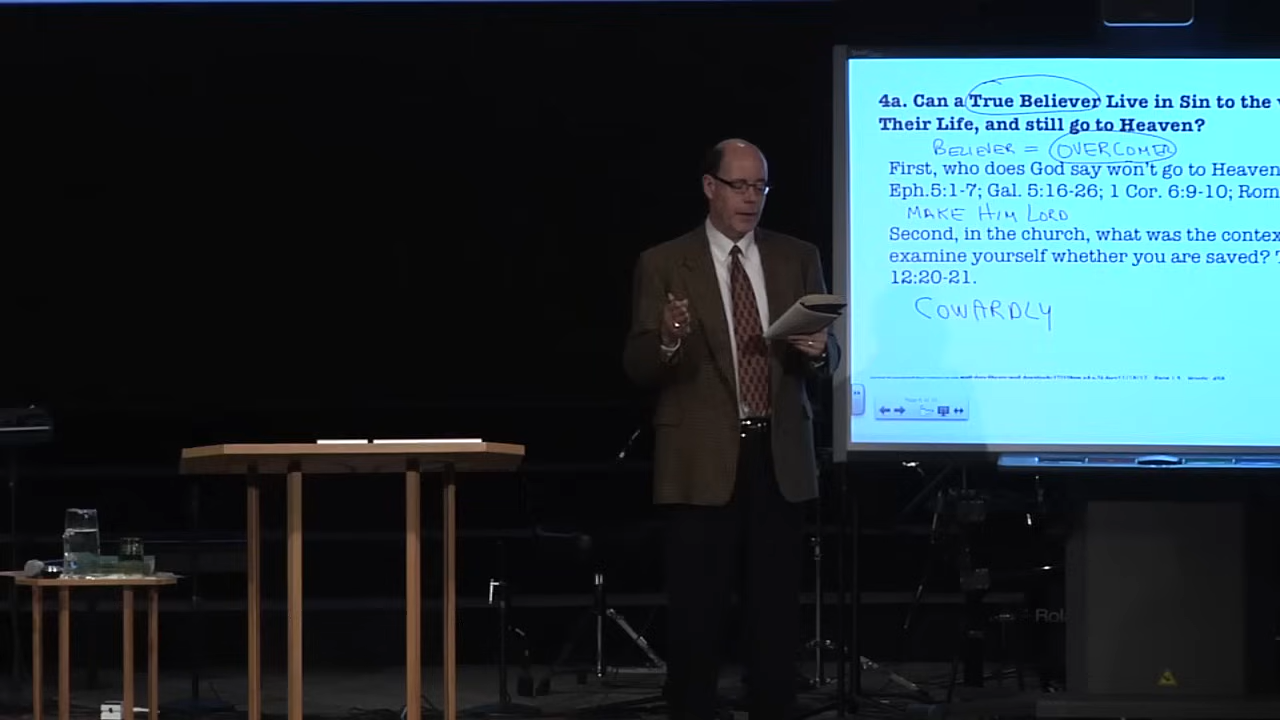 4a. Can a True Believer Live in Sin to the
Their Life, and still go to Heaven?
BELIEVER = OVERCOMER
First, who does God say won't go to Heaven
Eph.5:1-7; Gal. 5:16-26; 1 Cor. 6:9-10; Rom
MAKE HIM LORD
Second, in the church, what was the contex
examine yourself whether you are saved?
12:20-21.
COWARDLY
Rol